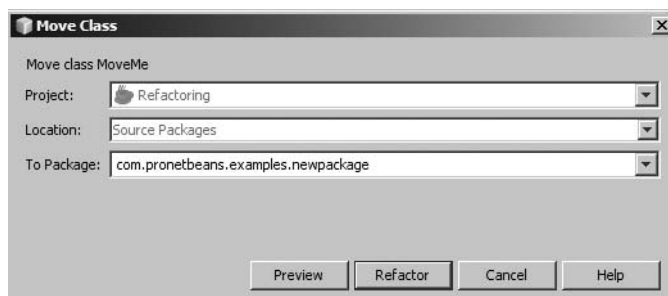 Move Class
Move class MoveMe
Project: Refactoring
Location: Source Packages
To Package: com.pronetbeans.examples.newpackage
Preview Refactor Cancel Help